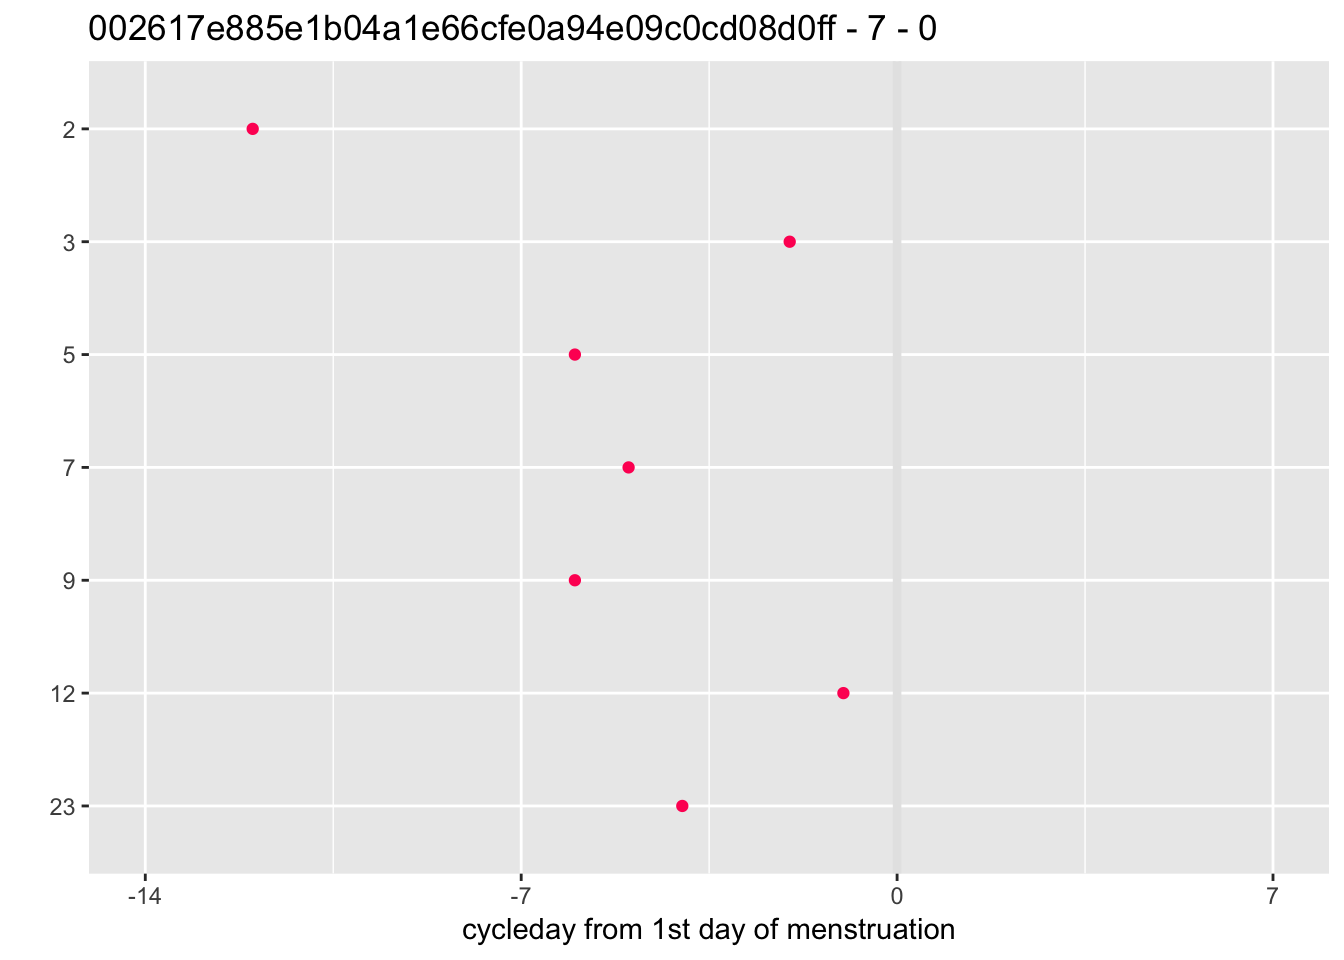 002617e885e1b04a1e66cfe0a94e09c0cd08d0ff - 7 - 0
2
3
5
7
9
12
23
-14 -7 0 7
cycleday from 1st day of menstruation